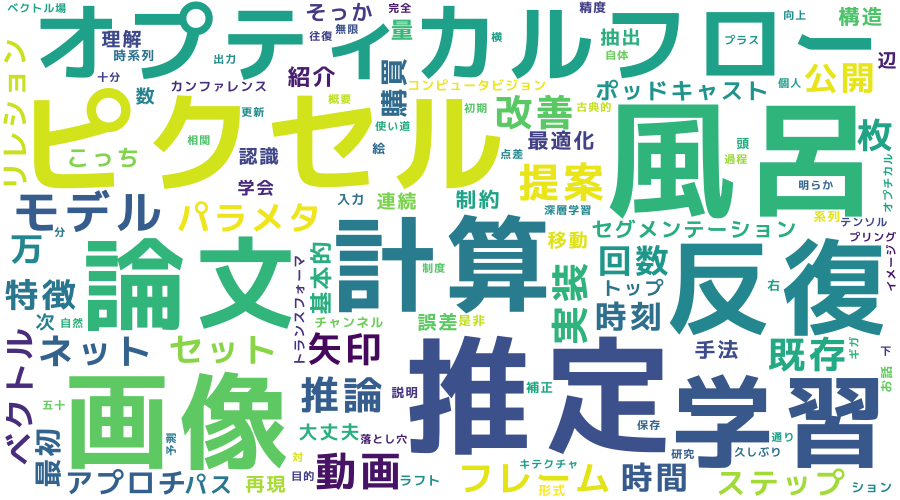 ベクトル場
オプティカルフロー
そっか
完全
精度
向上
構造
理解
往復
無限
量
横
抽出
プラス
時系列
出力
自体
辺
リレーション
十分
カンファレンス
紹介
購買
コンピュータビジョン
ポッドキャスト
個人
公開
数
ピクセル
更新
概要
初期
改善
古典的
風呂
枚
こっち
相関
認識
使い道
絵
点差
最適化
頭
過程
学会
入力
連続
制約
提案
明らか
オプチカル
モデル
パラメタ
深層学習
系列
テンソル
分
セグメンテーション
プリング
万
論文
基本的
計算
移動
回数
反復
イメージ
制度
特徴
トランスフォーマ
実装
トップ
右
次
自然
チャンネル
誤差
是非
時刻
ベクトル
ネット
セット
矢印
手法
既存
ギガ
上
画像
推論
説明
推定
補正
学習
お話
五十
保存
最初
予測
大丈夫
落とし穴
通り
研究
久しぶり
アプロチ
パス
再現
対
目的
動画
ラフト
フレーム
キテクチャ
形式
時間
ステップ
ション